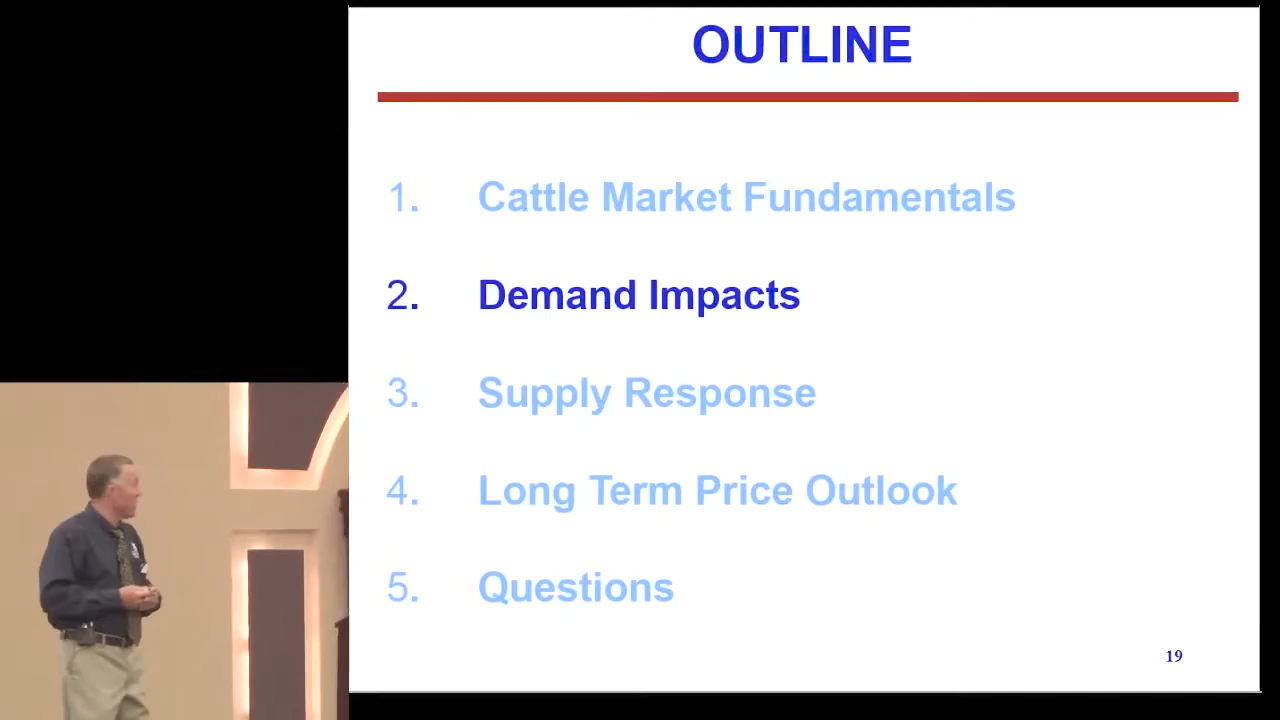 OUTLINE
1. Cattle Market Fundamentals
2. Demand Impacts
3. Supply Response
4. Long Term Price Outlook
5. Questions
19